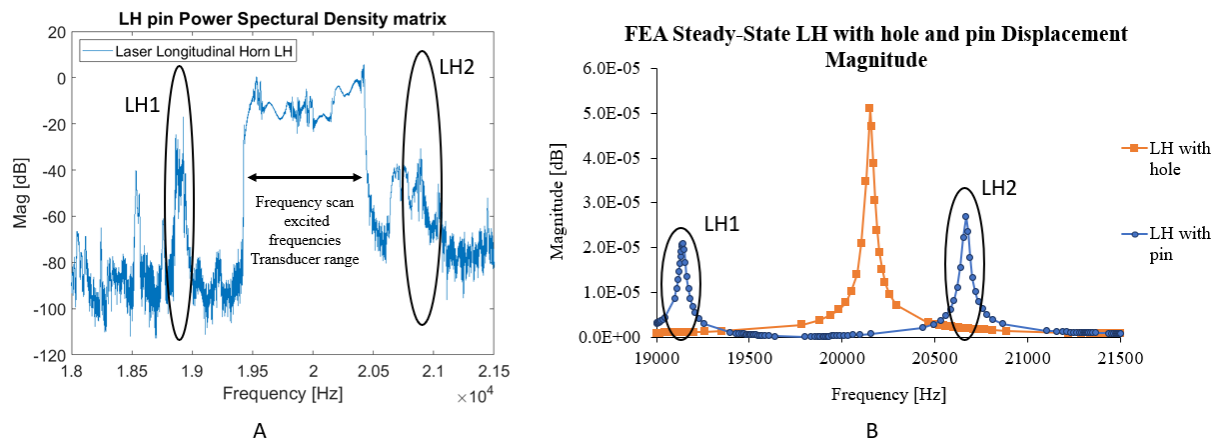 LH pin Power Spectral Density matrix
20
0
-20
-40
-60
-80
-100
-120
Mag [dB]
Laser Longitudinal Horn LH
LH1
LH2
Frequency scan
excited
frequencies
Transducer range
1.8
1.85
1.9
1.95
2
2.05
2.1
2.15
×10⁴
Frequency [Hz]
A
FEA Steady-State LH with hole and pin Displacement
Magnitude
6.0E-05
5.0E-05
4.0E-05
3.0E-05
2.0E-05
1.0E-05
0.0E+00
Magnitude [dB]
LH1
LH2
LH with
hole
LH with
pin
19000
19500
20000
20500
21000
21500
Frequency [Hz]
B